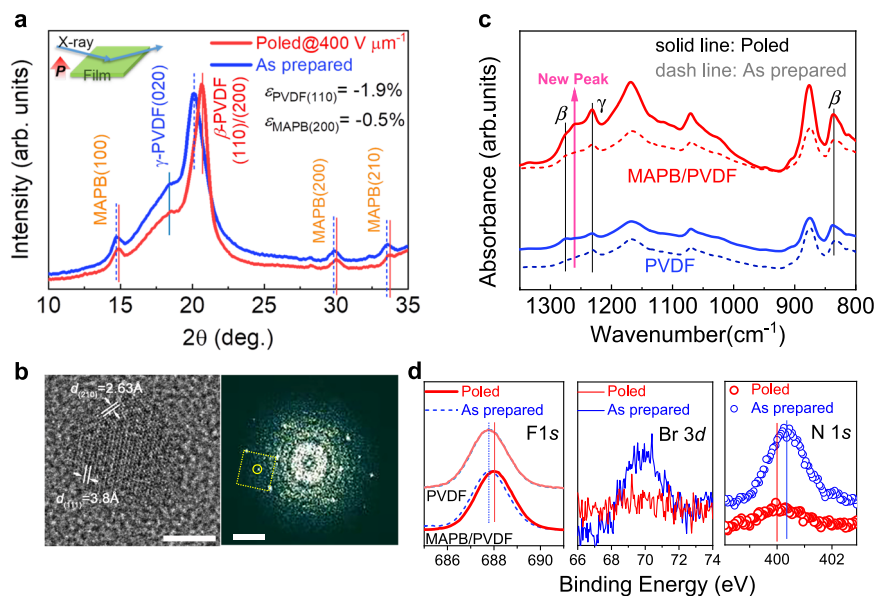 a
X-ray
P
Film
Poled@400 V μm⁻¹
As prepared
εPVDF(110)= -1.9%
εMAPB(200)= -0.5%
MAPB(100)
γ-PVDF(020)
β-PVDF
(110)/(200)
MAPB(200)
MAPB(210)
Intensity (arb. units)
10 15 20 25 30 35
2θ (deg.)
b
d(210)=2.63Å
d(1̄11)=3.8Å
c
solid line: Poled
dash line: As prepared
New Peak
β
γ
β
MAPB/PVDF
PVDF
Absorbance (arb.units)
1300 1200 1100 1000 900 800
Wavenumber(cm⁻¹)
d
Poled
As prepared
F1s
PVDF
MAPB/PVDF
686 688 690
Poled
As prepared
Br 3d
66 68 70 72 74
Poled
As prepared
N 1s
400 402
Binding Energy (eV)